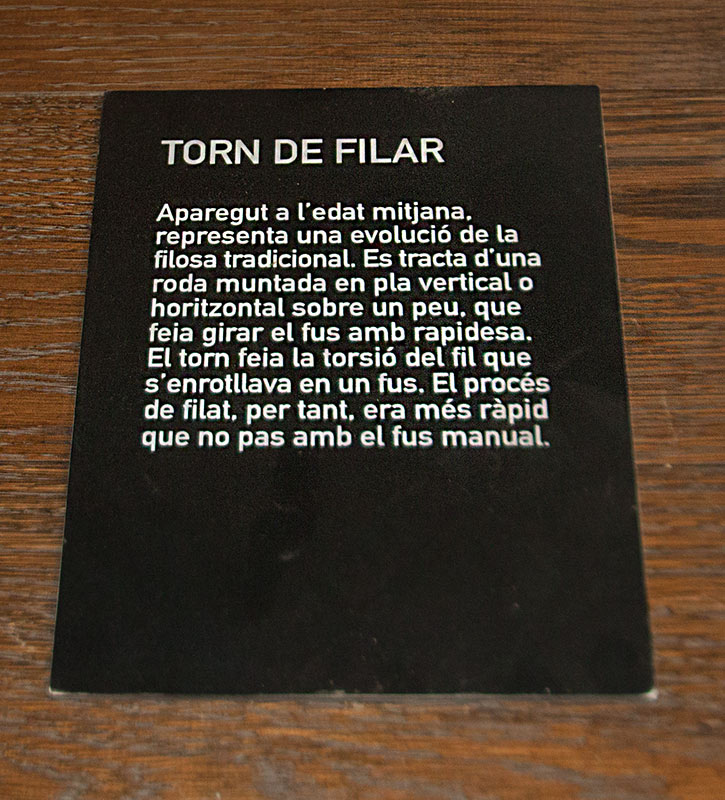 TORN DE FILAR
Aparegut a l'edat mitjana,
representa una evolució de la
filosa tradicional. Es tracta d'una
roda muntada en pla vertical o
horitzontal sobre un peu, que
feia girar el fus amb rapidesa.
El torn feia la torsió del fil que
s'enrotllava en un fus. El procés
de filat, per tant, era més ràpid
que no pas amb el fus manual.